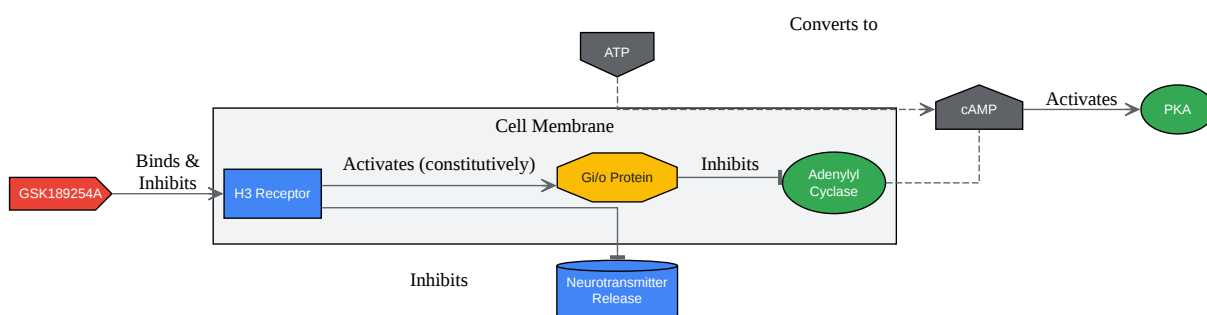 Converts to
ATP
cAMP
Activates
PKA
Cell Membrane
Binds &
Inhibits
GSK189254A
H3 Receptor
Activates (constitutively)
Gi/o Protein
Inhibits
Adenylyl
Cyclase
Inhibits
Neurotransmitter
Release